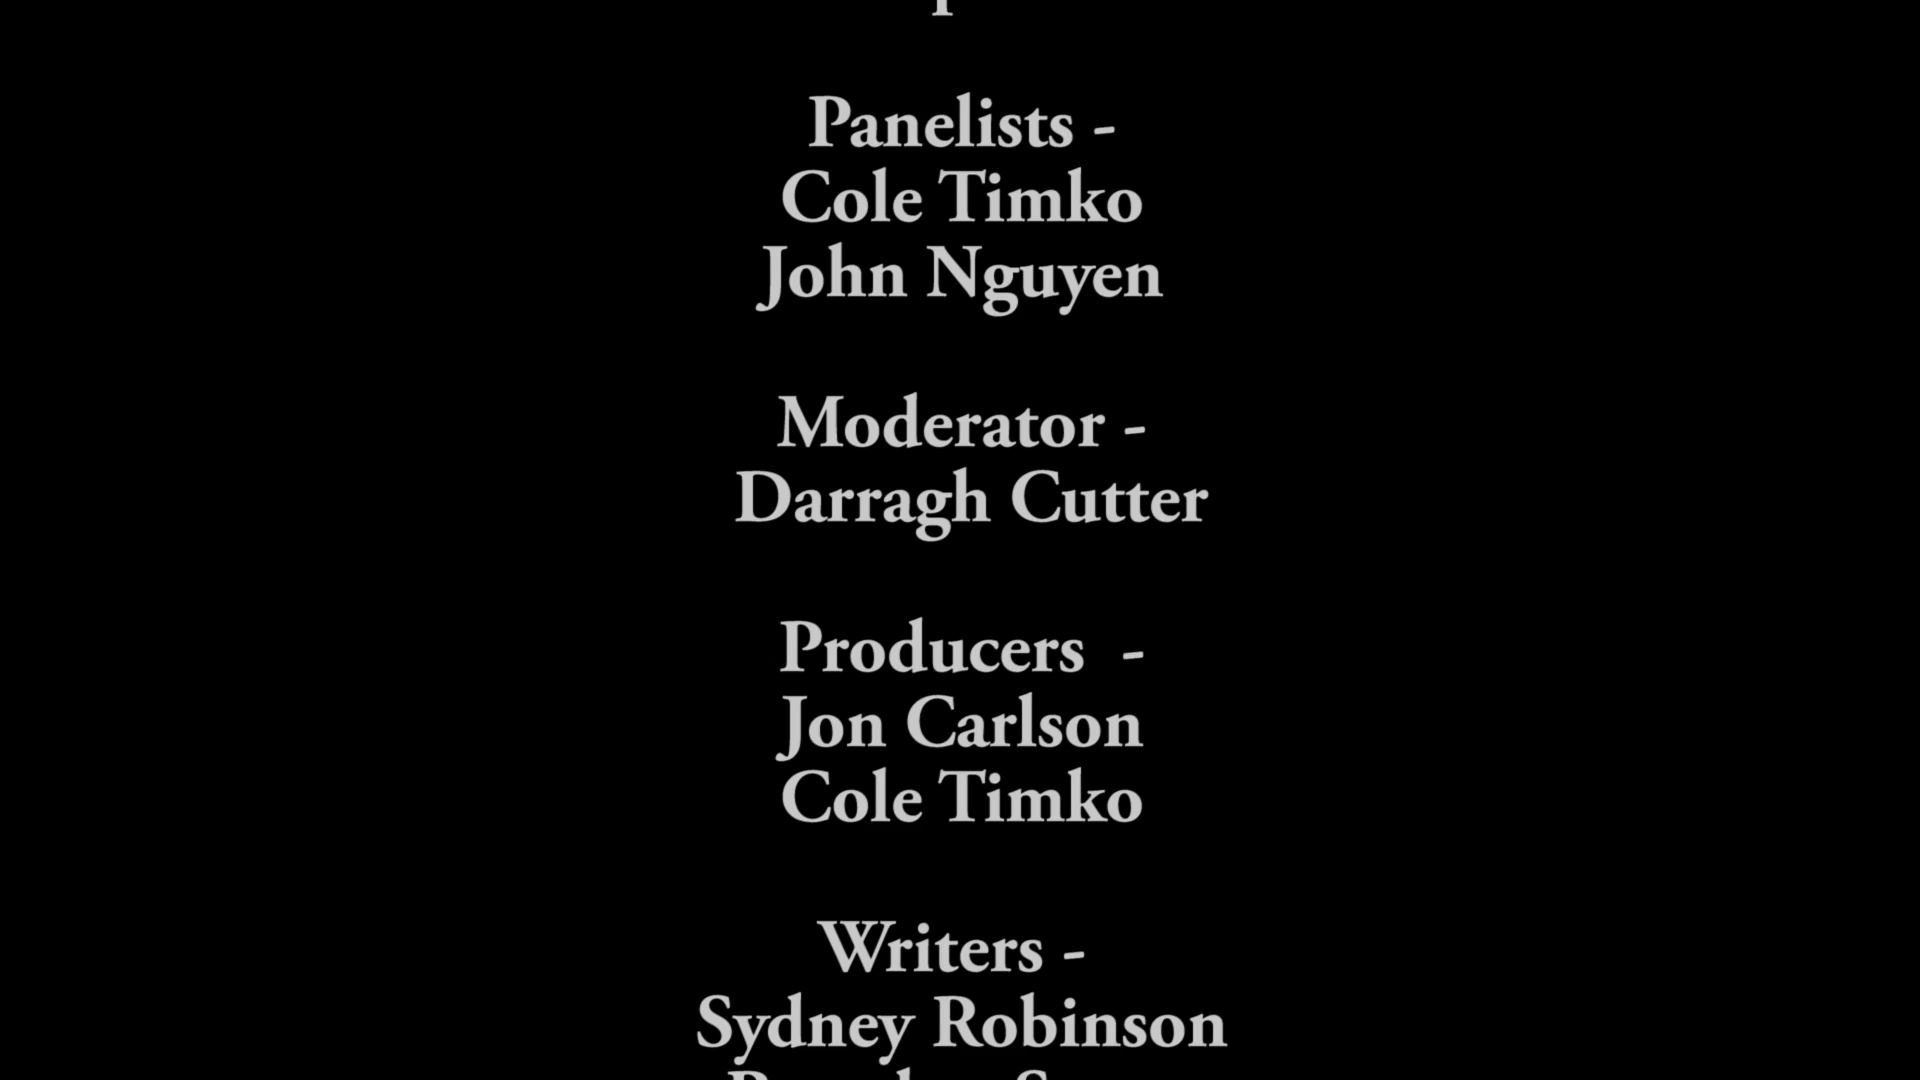 Panelists -
Cole Timko
John Nguyen
Moderator -
Darragh Cutter
Producers -
Jon Carlson
Cole Timko
Writers -
Sydney Robinson